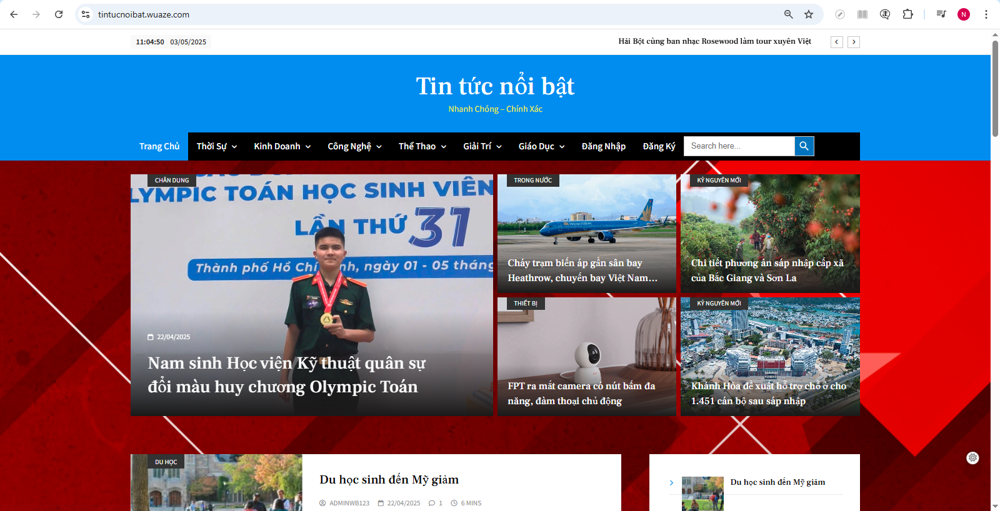 tintucnoibat.wuaze.com
N
11:04:50 03/05/2025
Hải Bột cùng ban nhạc Rosewood làm tour xuyên Việt
Tin tức nổi bật
Nhanh Chóng – Chính Xác
Trang Chủ Thời Sự Kinh Doanh Công Nghệ Thể Thao Giải Trí Giáo Dục Đăng Nhập Đăng Ký Search here...
CHÂN DUNG
LYMPIC TOÁN HỌC SINH VIÊN
LẦN THỨ 31
Thành phố Hồ Chí inh, ngày 01 - 05 tháng
22/04/2025
Nam sinh Học viện Kỹ thuật quân sự
đổi màu huy chương Olympic Toán
TRONG NƯỚC
Cháy trạm biến áp gần sân bay
Heathrow, chuyến bay Việt Nam...
KỶ NGUYÊN MỚI
Chi tiết phương án sáp nhập cấp xã
của Bắc Giang và Sơn La
THIẾT BỊ
FPT ra mắt camera có nút bấm đa
năng, đàm thoại chủ động
KỶ NGUYÊN MỚI
Khánh Hòa đề xuất hỗ trợ chỗ ở cho
1.451 cán bộ sau sáp nhập
DU HỌC
Du học sinh đến Mỹ giảm
ADMINWB123 22/04/2025 1 6 MINS
Du học sinh đến Mỹ giảm